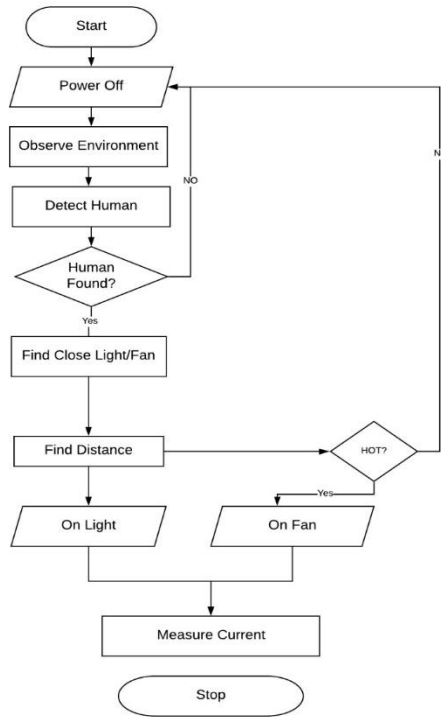 Start
Power Off
Observe Environment
NO
N
Detect Human
Human
Found?
Yes
Find Close Light/Fan
Find Distance
HOT?
Yes
On Light
On Fan
Measure Current
Stop